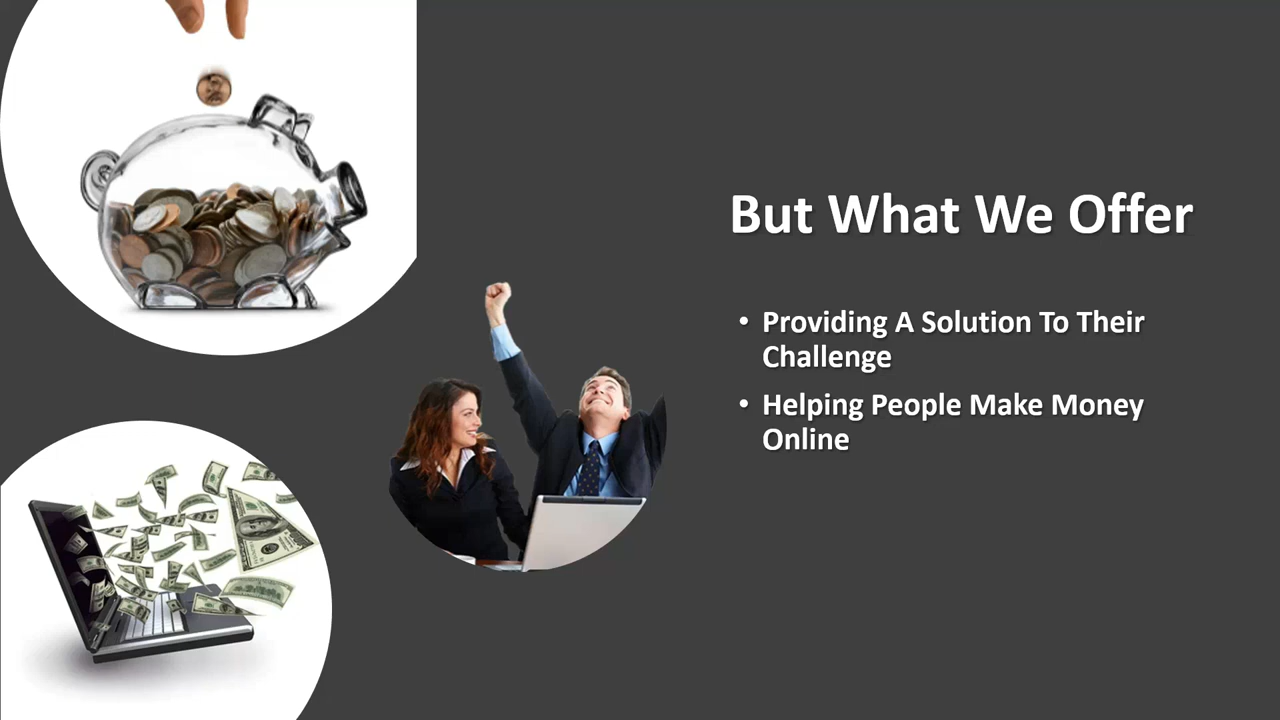 But What We Offer
• Providing A Solution To Their
Challenge
• Helping People Make Money
Online